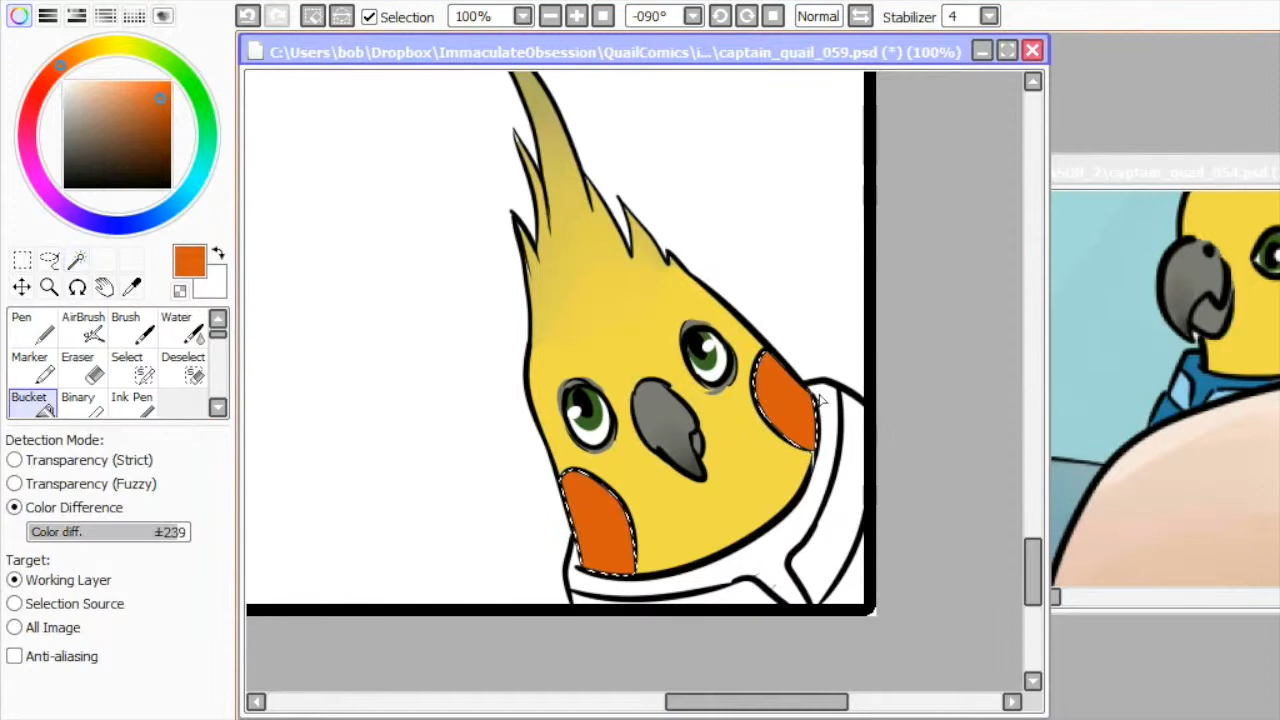 Selection 100% -090° Normal Stabilizer 4
C:\Users\bob\Dropbox\ImmaculateObsession\QuailComics\i...\captain_quail_059.psd (*) (100%)
captain_quail_054.psd (
Pen AirBrush Brush Water
Marker Eraser Select Deselect
Bucket Binary Ink Pen
Detection Mode:
Transparency (Strict)
Transparency (Fuzzy)
Color Difference
Color diff. ±239
Target:
Working Layer
Selection Source
All Image
Anti-aliasing